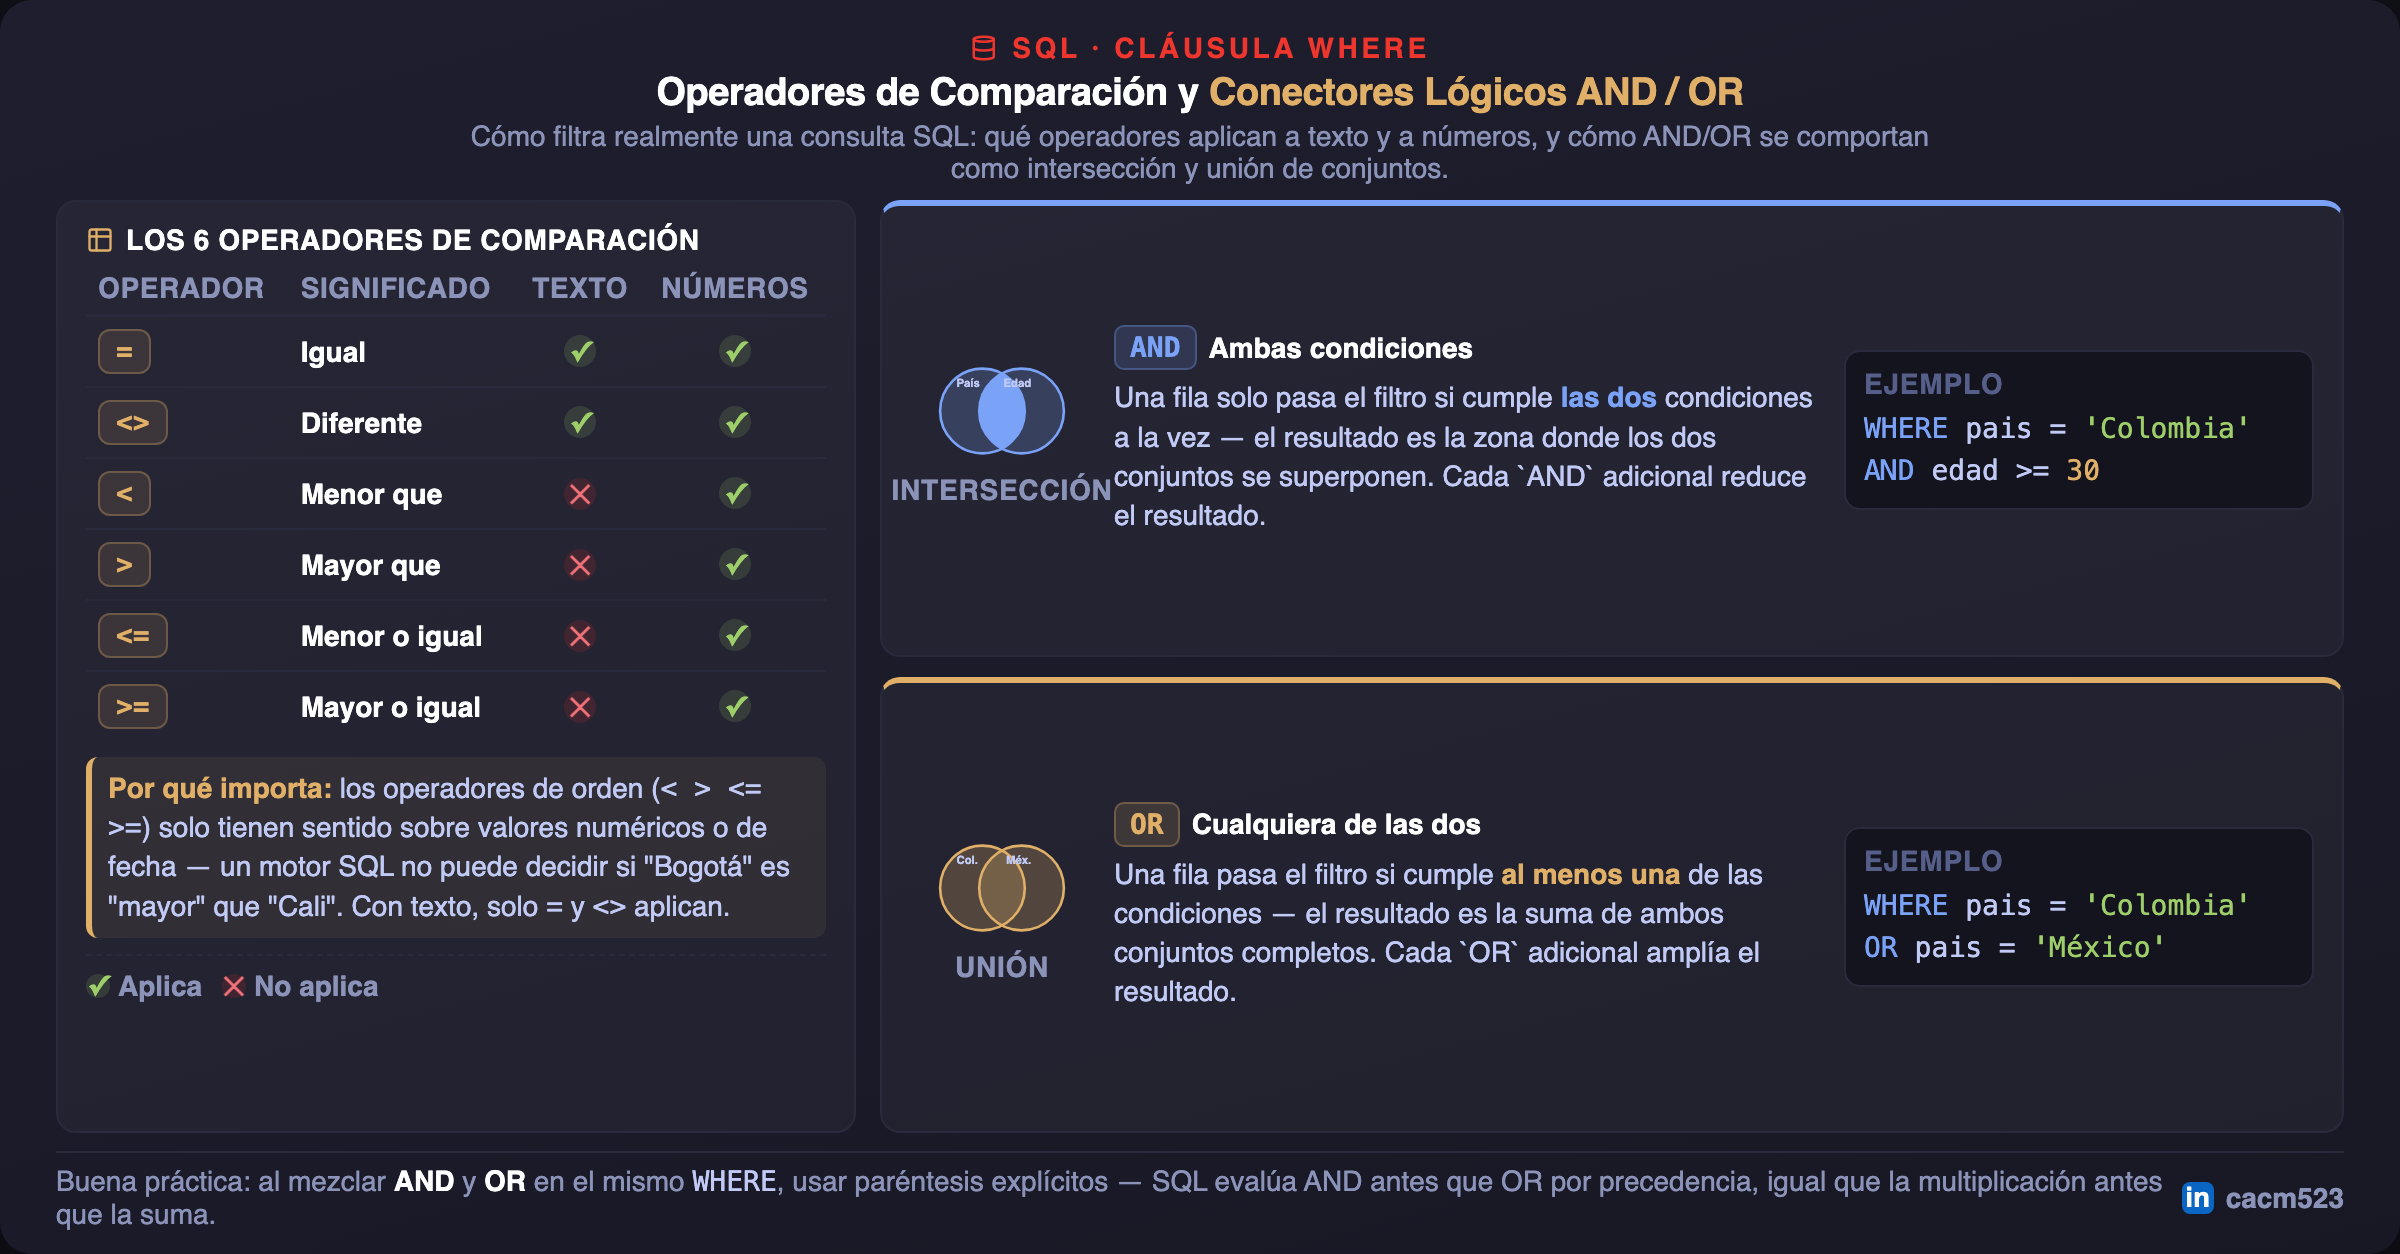 SQL · CLÁUSULA WHERE
Operadores de Comparación y Conectores Lógicos AND / OR
Cómo filtra realmente una consulta SQL: qué operadores aplican a texto y a números, y cómo AND/OR se comportan
como intersección y unión de conjuntos.
LOS 6 OPERADORES DE COMPARACIÓN
OPERADOR SIGNIFICADO TEXTO NÚMEROS
= Igual ✓ ✓
<> Diferente ✓ ✓
< Menor que ✕ ✓
> Mayor que ✕ ✓
<= Menor o igual ✕ ✓
>= Mayor o igual ✕ ✓
Por qué importa: los operadores de orden (< > <=
>=) solo tienen sentido sobre valores numéricos o de
fecha — un motor SQL no puede decidir si "Bogotá" es
"mayor" que "Cali". Con texto, solo = y <> aplican.
✓ Aplica ✕ No aplica
País Edad
INTERSECCIÓN
AND Ambas condiciones
Una fila solo pasa el filtro si cumple las dos condiciones
a la vez — el resultado es la zona donde los dos
conjuntos se superponen. Cada `AND` adicional reduce
el resultado.
EJEMPLO
WHERE pais = 'Colombia'
AND edad >= 30
Col. Méx.
UNIÓN
OR Cualquiera de las dos
Una fila pasa el filtro si cumple al menos una de las
condiciones — el resultado es la suma de ambos
conjuntos completos. Cada `OR` adicional amplía el
resultado.
EJEMPLO
WHERE pais = 'Colombia'
OR pais = 'México'
Buena práctica: al mezclar AND y OR en el mismo WHERE, usar paréntesis explícitos — SQL evalúa AND antes que OR por precedencia, igual que la multiplicación antes
que la suma.
in cacm523